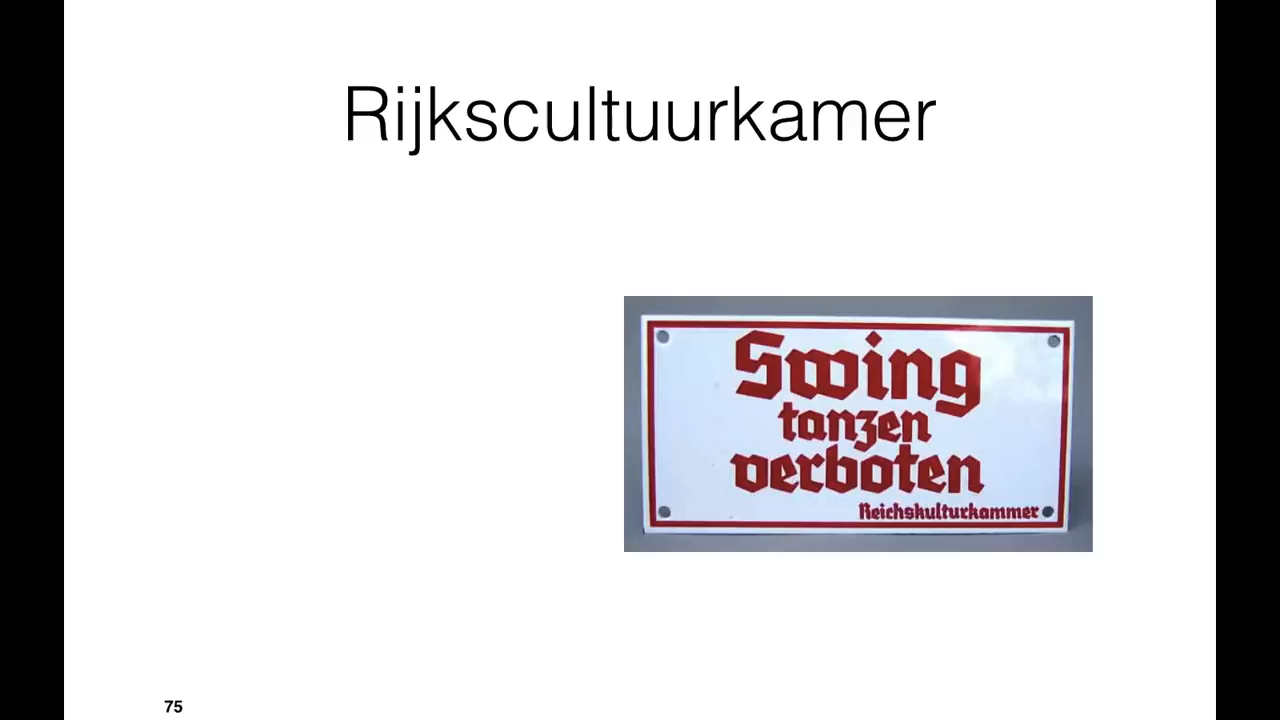 Rijkscultuurkamer
Swing
tanzen
verboten
Reichskulturkammer
75